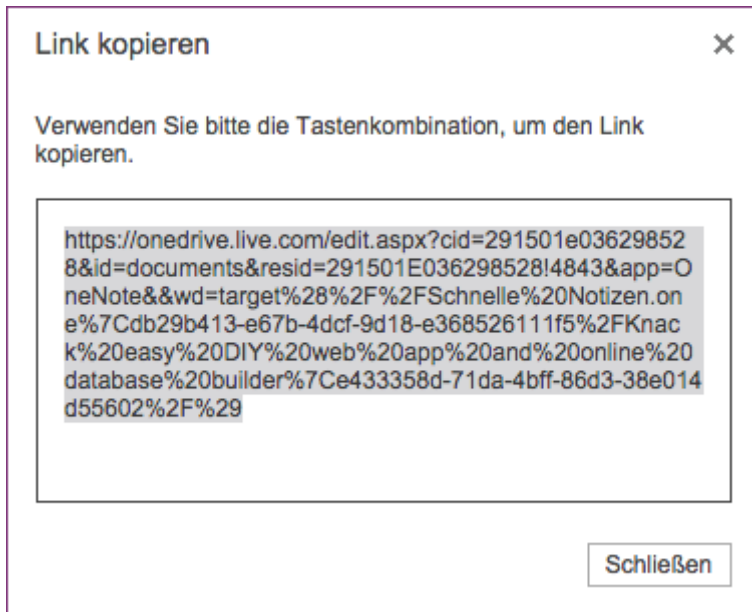 Link kopieren
Verwenden Sie bitte die Tastenkombination, um den Link
kopieren.
https://onedrive.live.com/edit.aspx?cid=291501e03629852
8&id=documents&resid=291501E036298528!4843&app=O
neNote&&wd=target%28%2F%2FSchnelle%20Notizen.on
e%7Cdb29b413-e67b-4dcf-9d18-e368526111f5%2FKnac
k%20easy%20DIY%20web%20app%20and%20online%20
database%20builder%7Ce433358d-71da-4bff-86d3-38e014
d55602%2F%29
Schließen